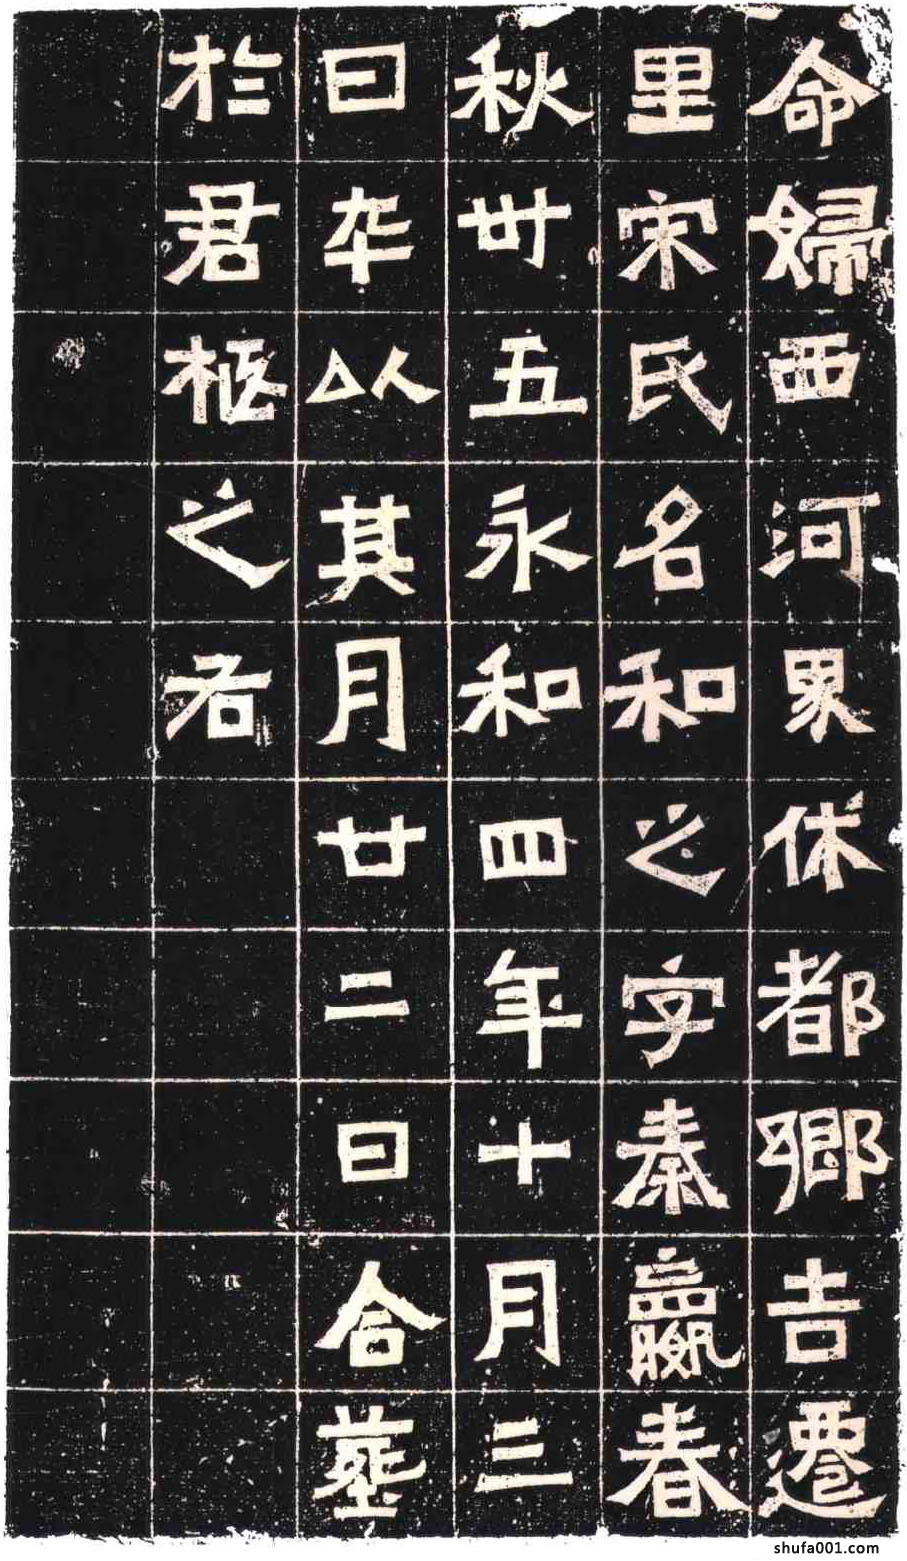 命婦西河界休都鄉吉遷
里宋氏名和之字秦嬴春
秋卅五永和四年十月三
日卒以其月廿二日合葬
於君柩之右
shufa001.com